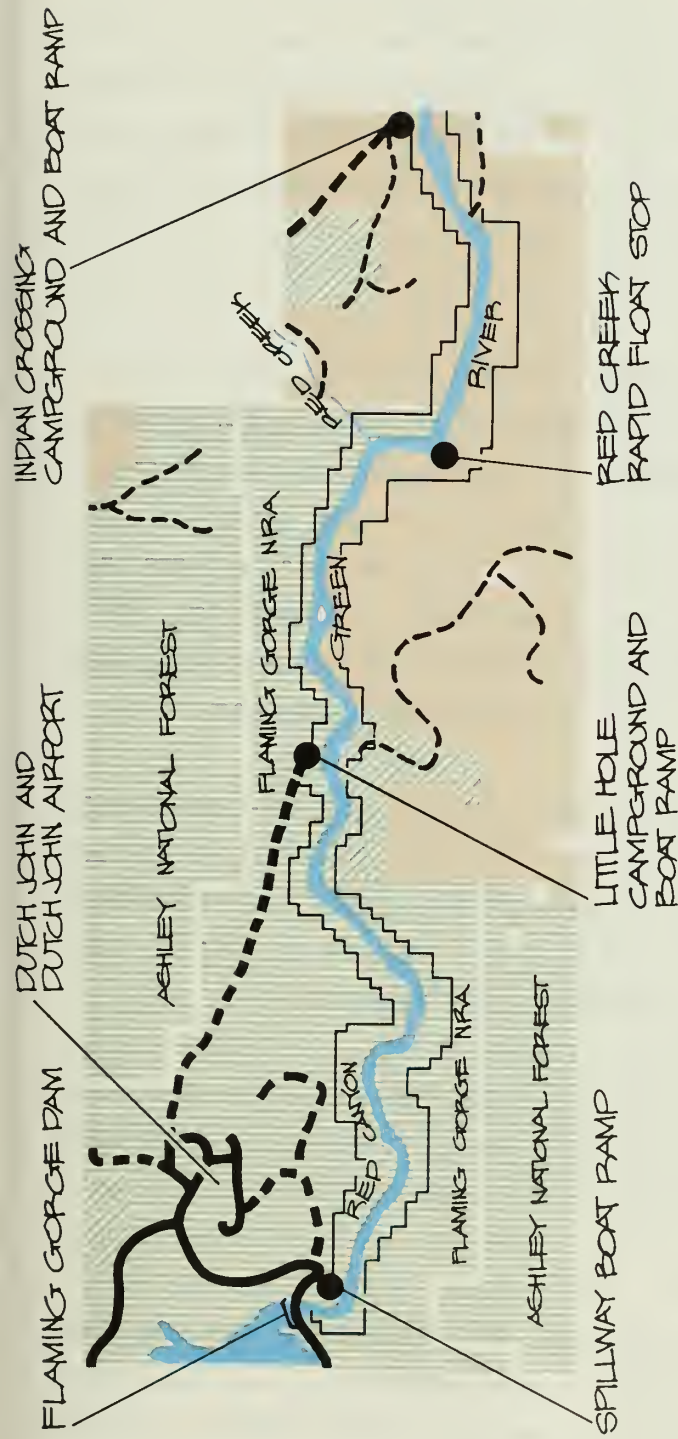 FLAMING GORGE DAM
DUTCH JOHN AND
DUTCH JOHN AIRPORT
INDIAN CROSSING
CAMPGROUND AND BOAT RAMP
ASHLEY NATIONAL FOREST
RED CREEK
FLAMING GORGE NRA
RED CANYON
GREEN
RIVER
FLAMING GORGE NRA
ASHLEY NATIONAL FOREST
SPILLWAY BOAT RAMP
LITTLE HOLE
CAMPGROUND AND
BOAT RAMP
RED CREEK
RAPID FLOAT STOP